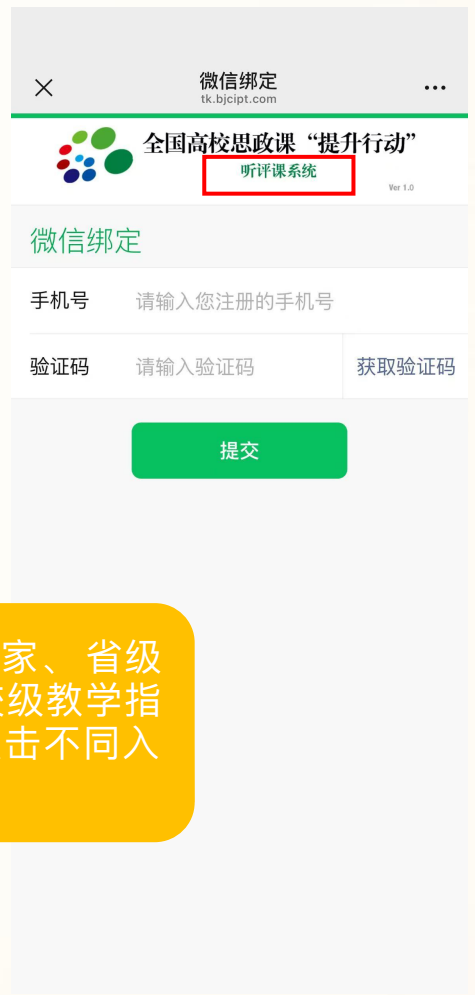 微信绑定
tk.bjcipt.com
全国高校思政课“提升行动”
听评课系统
Ver 1.0
微信绑定
手机号 请输入您注册的手机号
验证码 请输入验证码 获取验证码
提交
家、省级
级教学指
击不同入